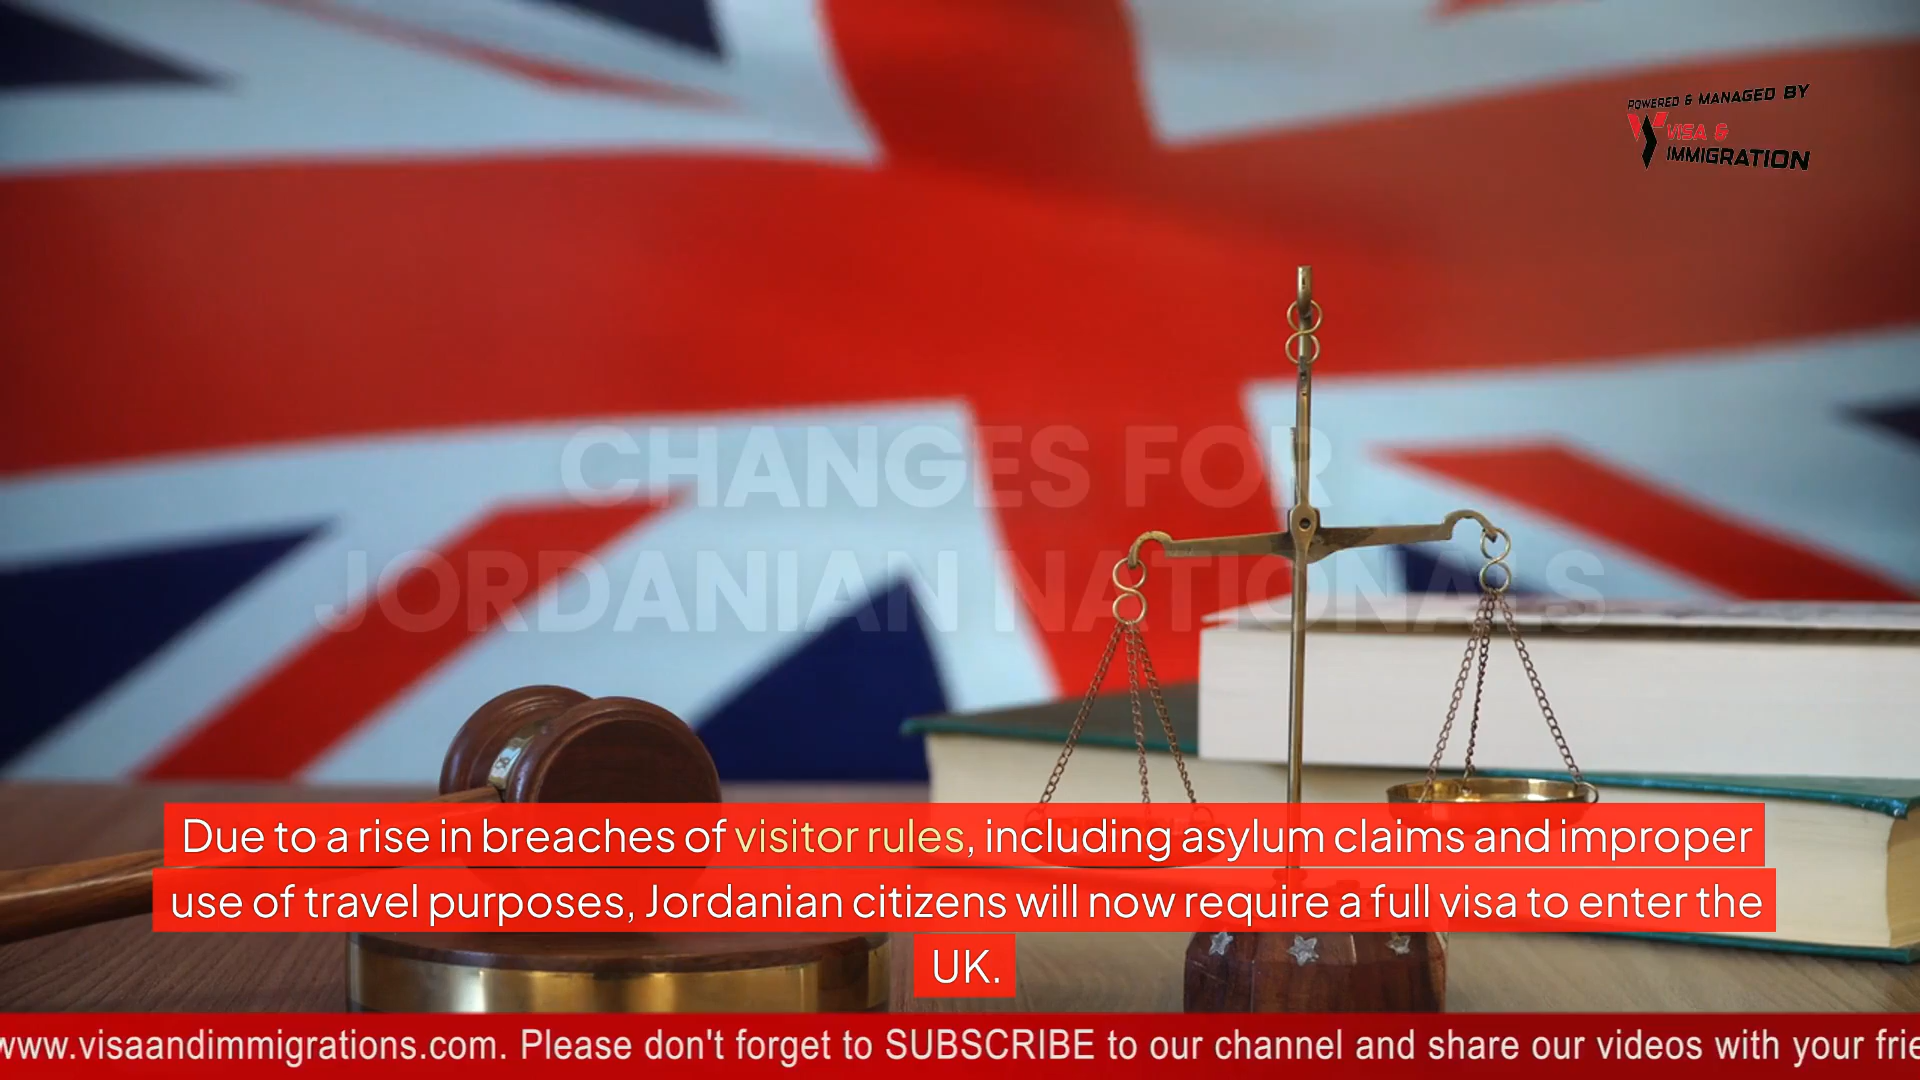 POWERED & MANAGED BY
VISA &
IMMIGRATION
CHANGES FOR
JORDANIAN NATIONALS
Due to a rise in breaches of visitor rules, including asylum claims and improper
use of travel purposes, Jordanian citizens will now require a full visa to enter the
UK.
www.visaandimmigrations.com. Please don't forget to SUBSCRIBE to our channel and share our videos with your frie